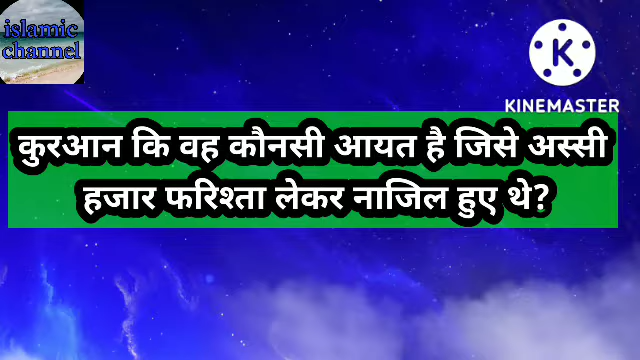 islamic
channel
KINEMASTER
कुरआन कि वह कौनसी आयत है जिसे अस्सी
हजार फरिश्ता लेकर नाजिल हुए थे?